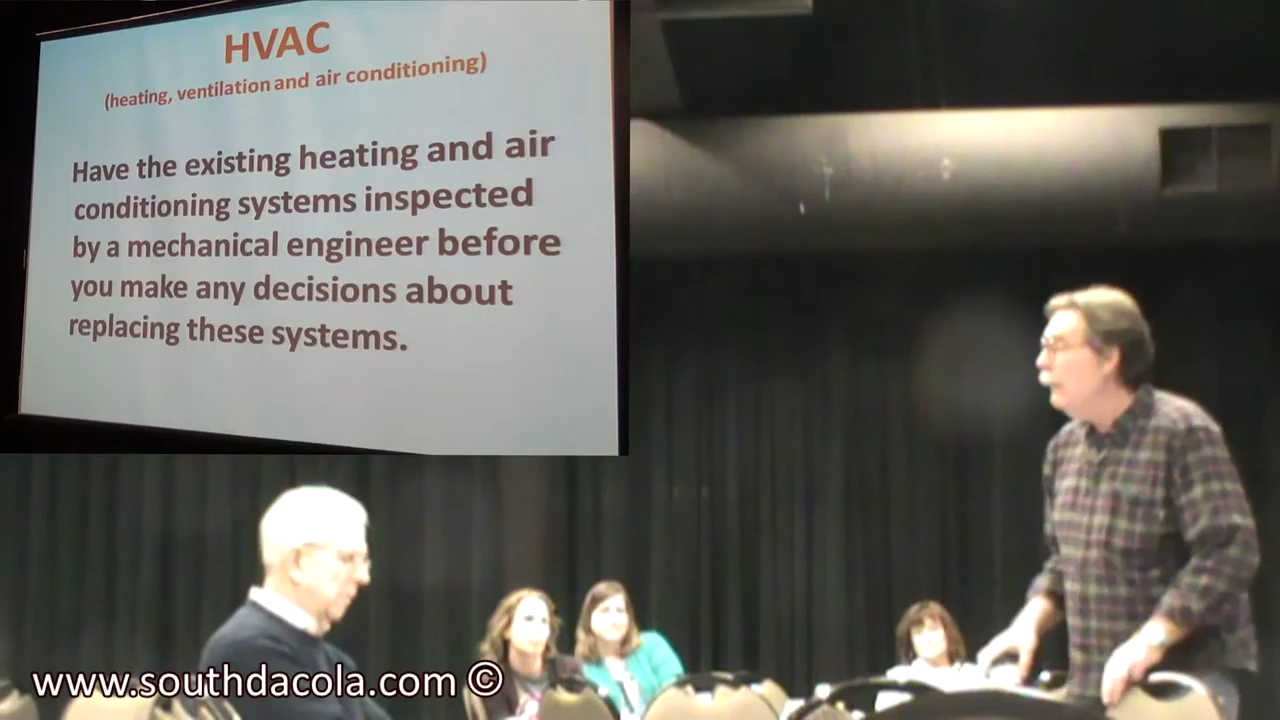 HVAC
(heating, ventilation and air conditioning)
Have the existing heating and air
conditioning systems inspected
by a mechanical engineer before
you make any decisions about
replacing these systems.
www.southdacola.com ©